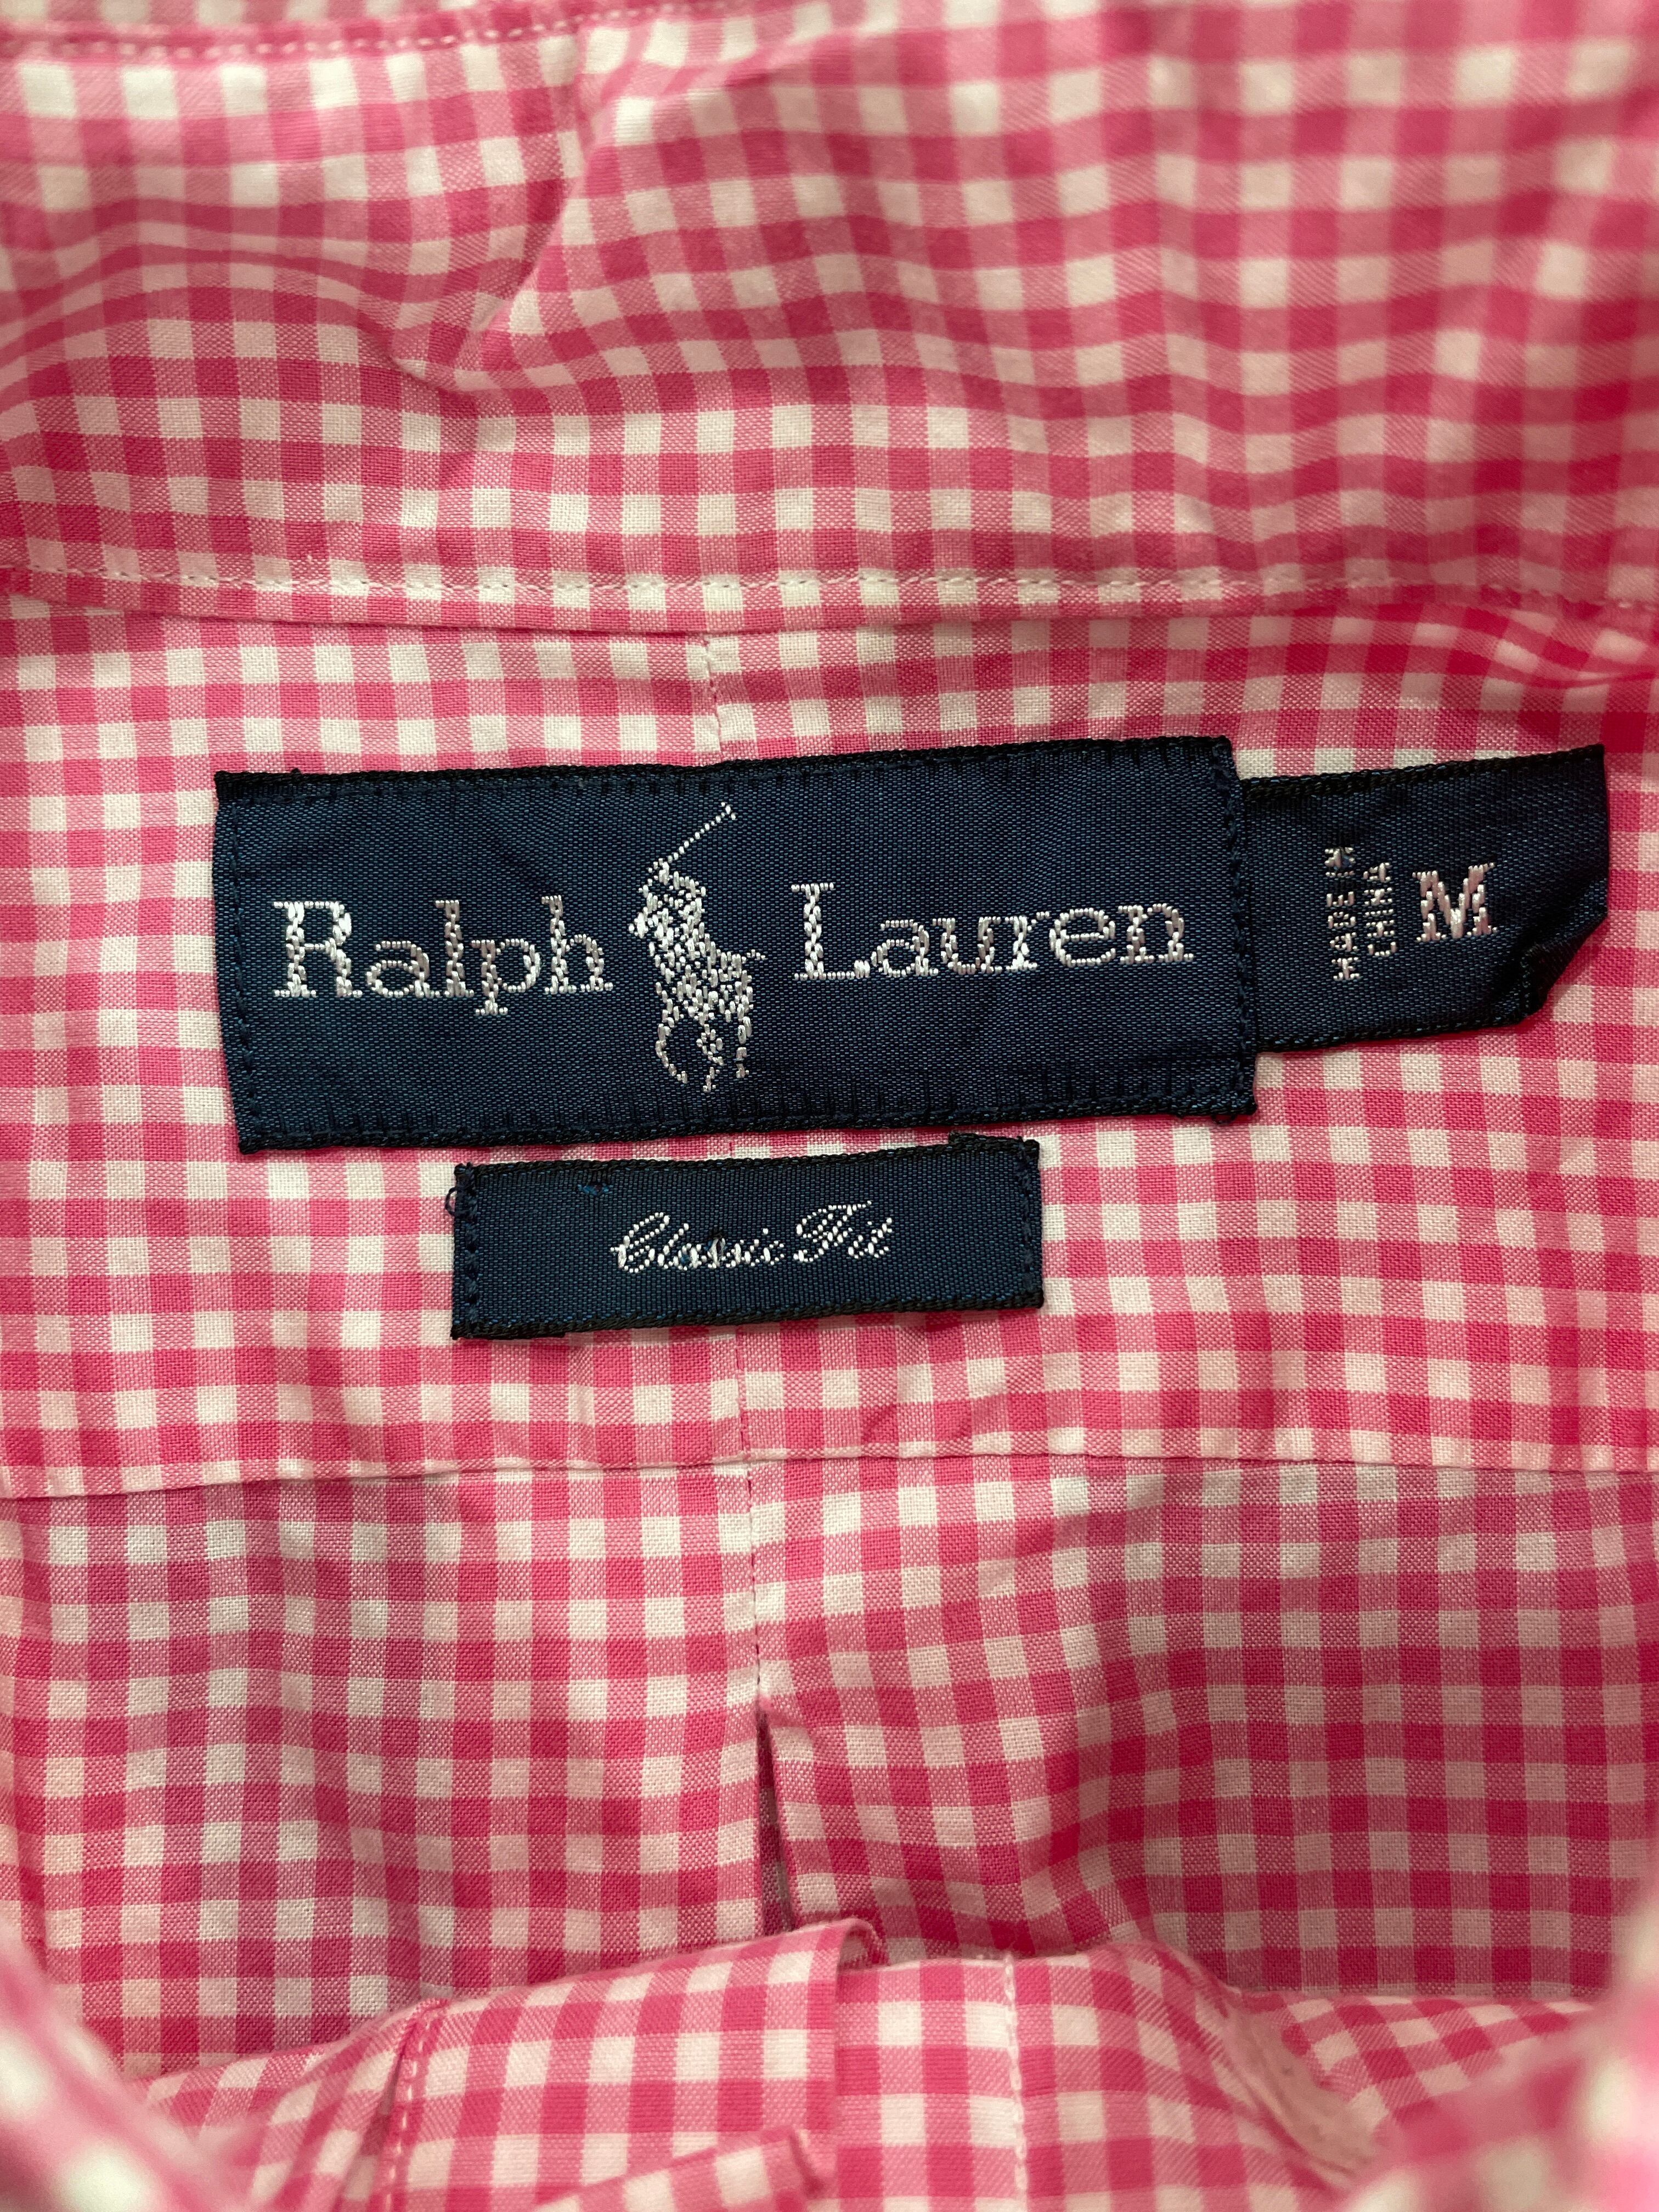 Ralph Lauren
MADE IN
CHINA
M
Classic Fit